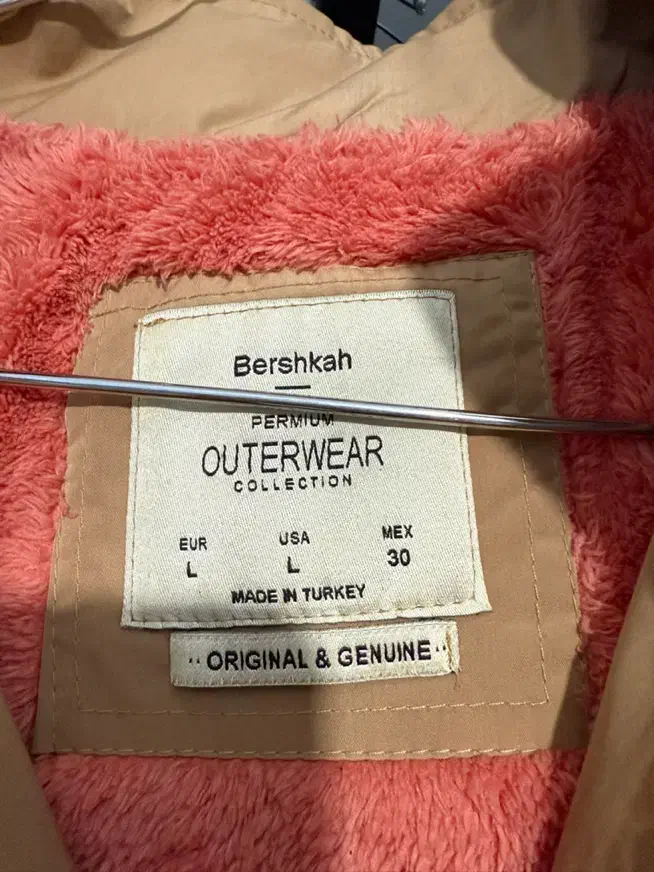 Bershkah
PERMIUM
OUTERWEAR
COLLECTION
EUR USA MEX
L L 30
MADE IN TURKEY
·· ORIGINAL & GENUINE ··